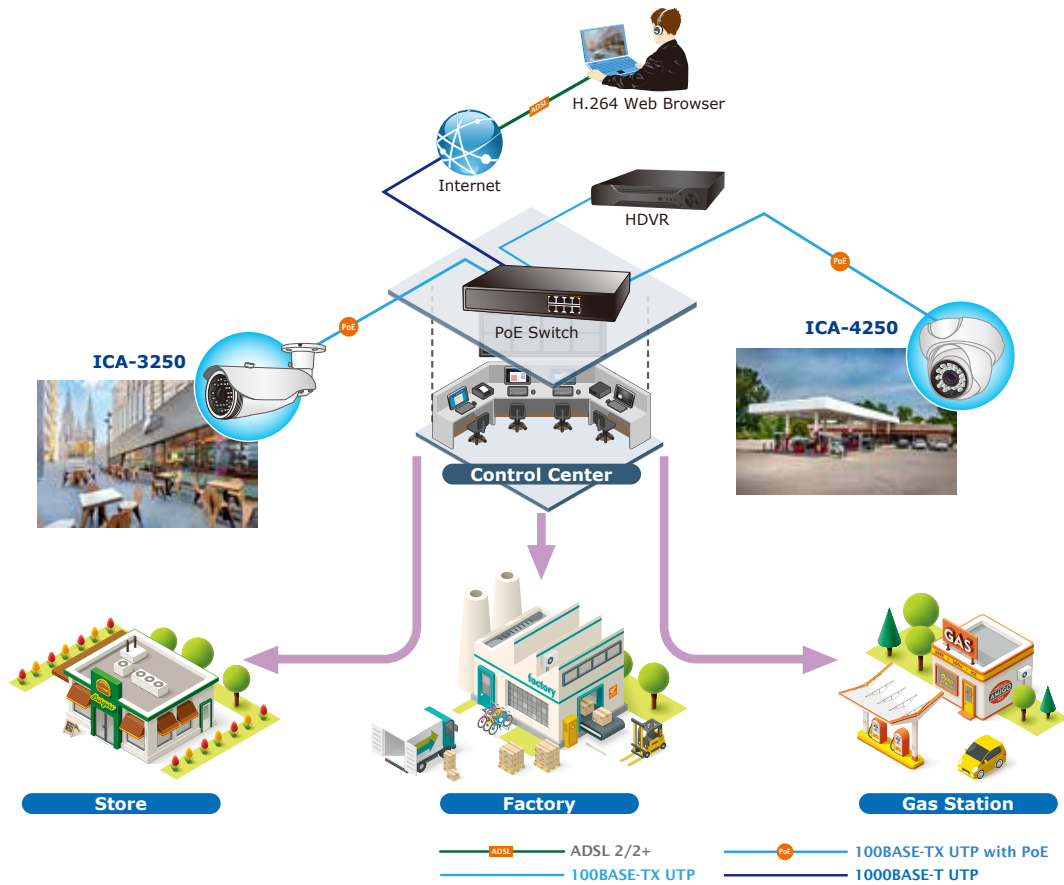 ADSL
H.264 Web Browser
Internet
HDVR
PoE
PoE
PoE Switch
ICA-3250
ICA-4250
Control Center
factory
GAS
AMIGO
Store
Factory
Gas Station
ADSL
ADSL 2/2+
PoE
100BASE-TX UTP with PoE
100BASE-TX UTP
1000BASE-T UTP